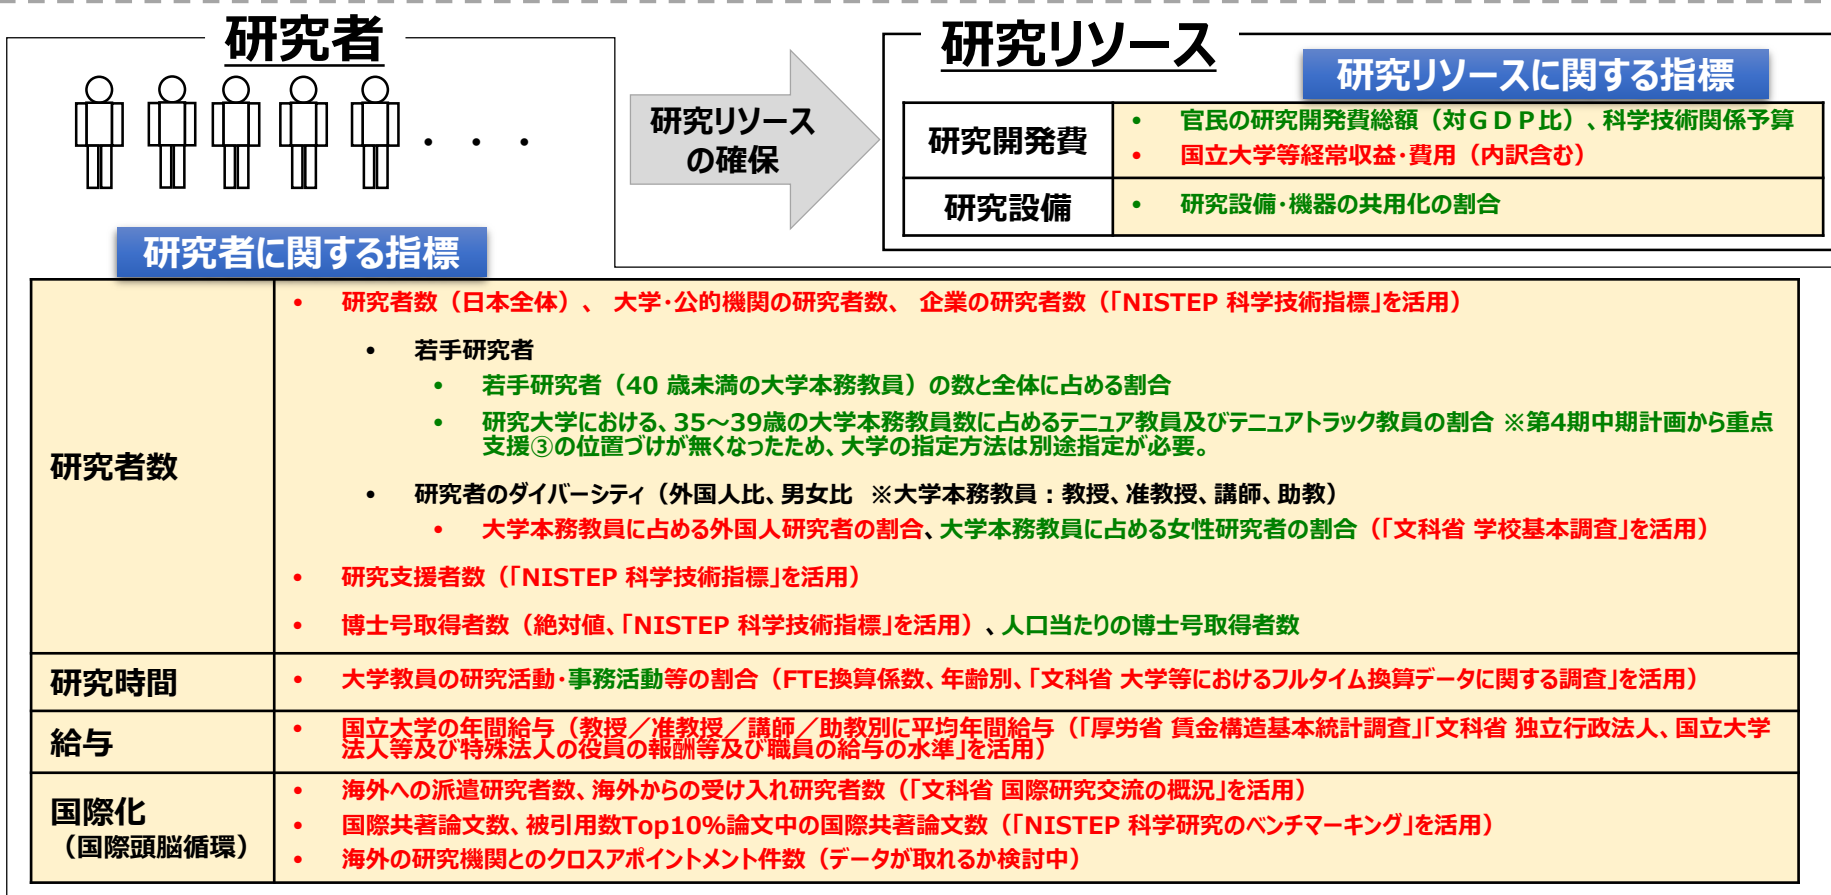 研究者
・・・
研究者に関する指標
研究リソース
の確保
研究リソース
研究リソースに関する指標
研究開発費
• 官民の研究開発費総額（対ＧＤＰ比）、科学技術関係予算
• 国立大学等経常収益・費用（内訳含む）
研究設備
• 研究設備・機器の共用化の割合
研究者数
• 研究者数（日本全体）、 大学・公的機関の研究者数、 企業の研究者数（「NISTEP 科学技術指標」を活用）
• 若手研究者
• 若手研究者（40 歳未満の大学本務教員）の数と全体に占める割合
• 研究大学における、35～39歳の大学本務教員数に占めるテニュア教員及びテニュアトラック教員の割合 ※第4期中期計画から重点
支援③の位置づけが無くなったため、大学の指定方法は別途指定が必要。
• 研究者のダイバーシティ（外国人比、男女比 ※大学本務教員：教授、准教授、講師、助教）
• 大学本務教員に占める外国人研究者の割合、大学本務教員に占める女性研究者の割合（「文科省 学校基本調査」を活用）
• 研究支援者数（「NISTEP 科学技術指標」を活用）
• 博士号取得者数（絶対値、「NISTEP 科学技術指標」を活用）、人口当たりの博士号取得者数
研究時間
• 大学教員の研究活動・事務活動等の割合（FTE換算係数、年齢別、「文科省 大学等におけるフルタイム換算データに関する調査」を活用）
給与
• 国立大学の年間給与（教授／准教授／講師／助教別に平均年間給与（「厚労省 賃金構造基本統計調査」「文科省 独立行政法人、国立大学
法人等及び特殊法人の役員の報酬等及び職員の給与の水準」を活用）
国際化
（国際頭脳循環）
• 海外への派遣研究者数、海外からの受け入れ研究者数（「文科省 国際研究交流の概況」を活用）
• 国際共著論文数、被引用数Top10%論文中の国際共著論文数（「NISTEP 科学研究のベンチマーキング」を活用）
• 海外の研究機関とのクロスアポイントメント件数（データが取れるか検討中）